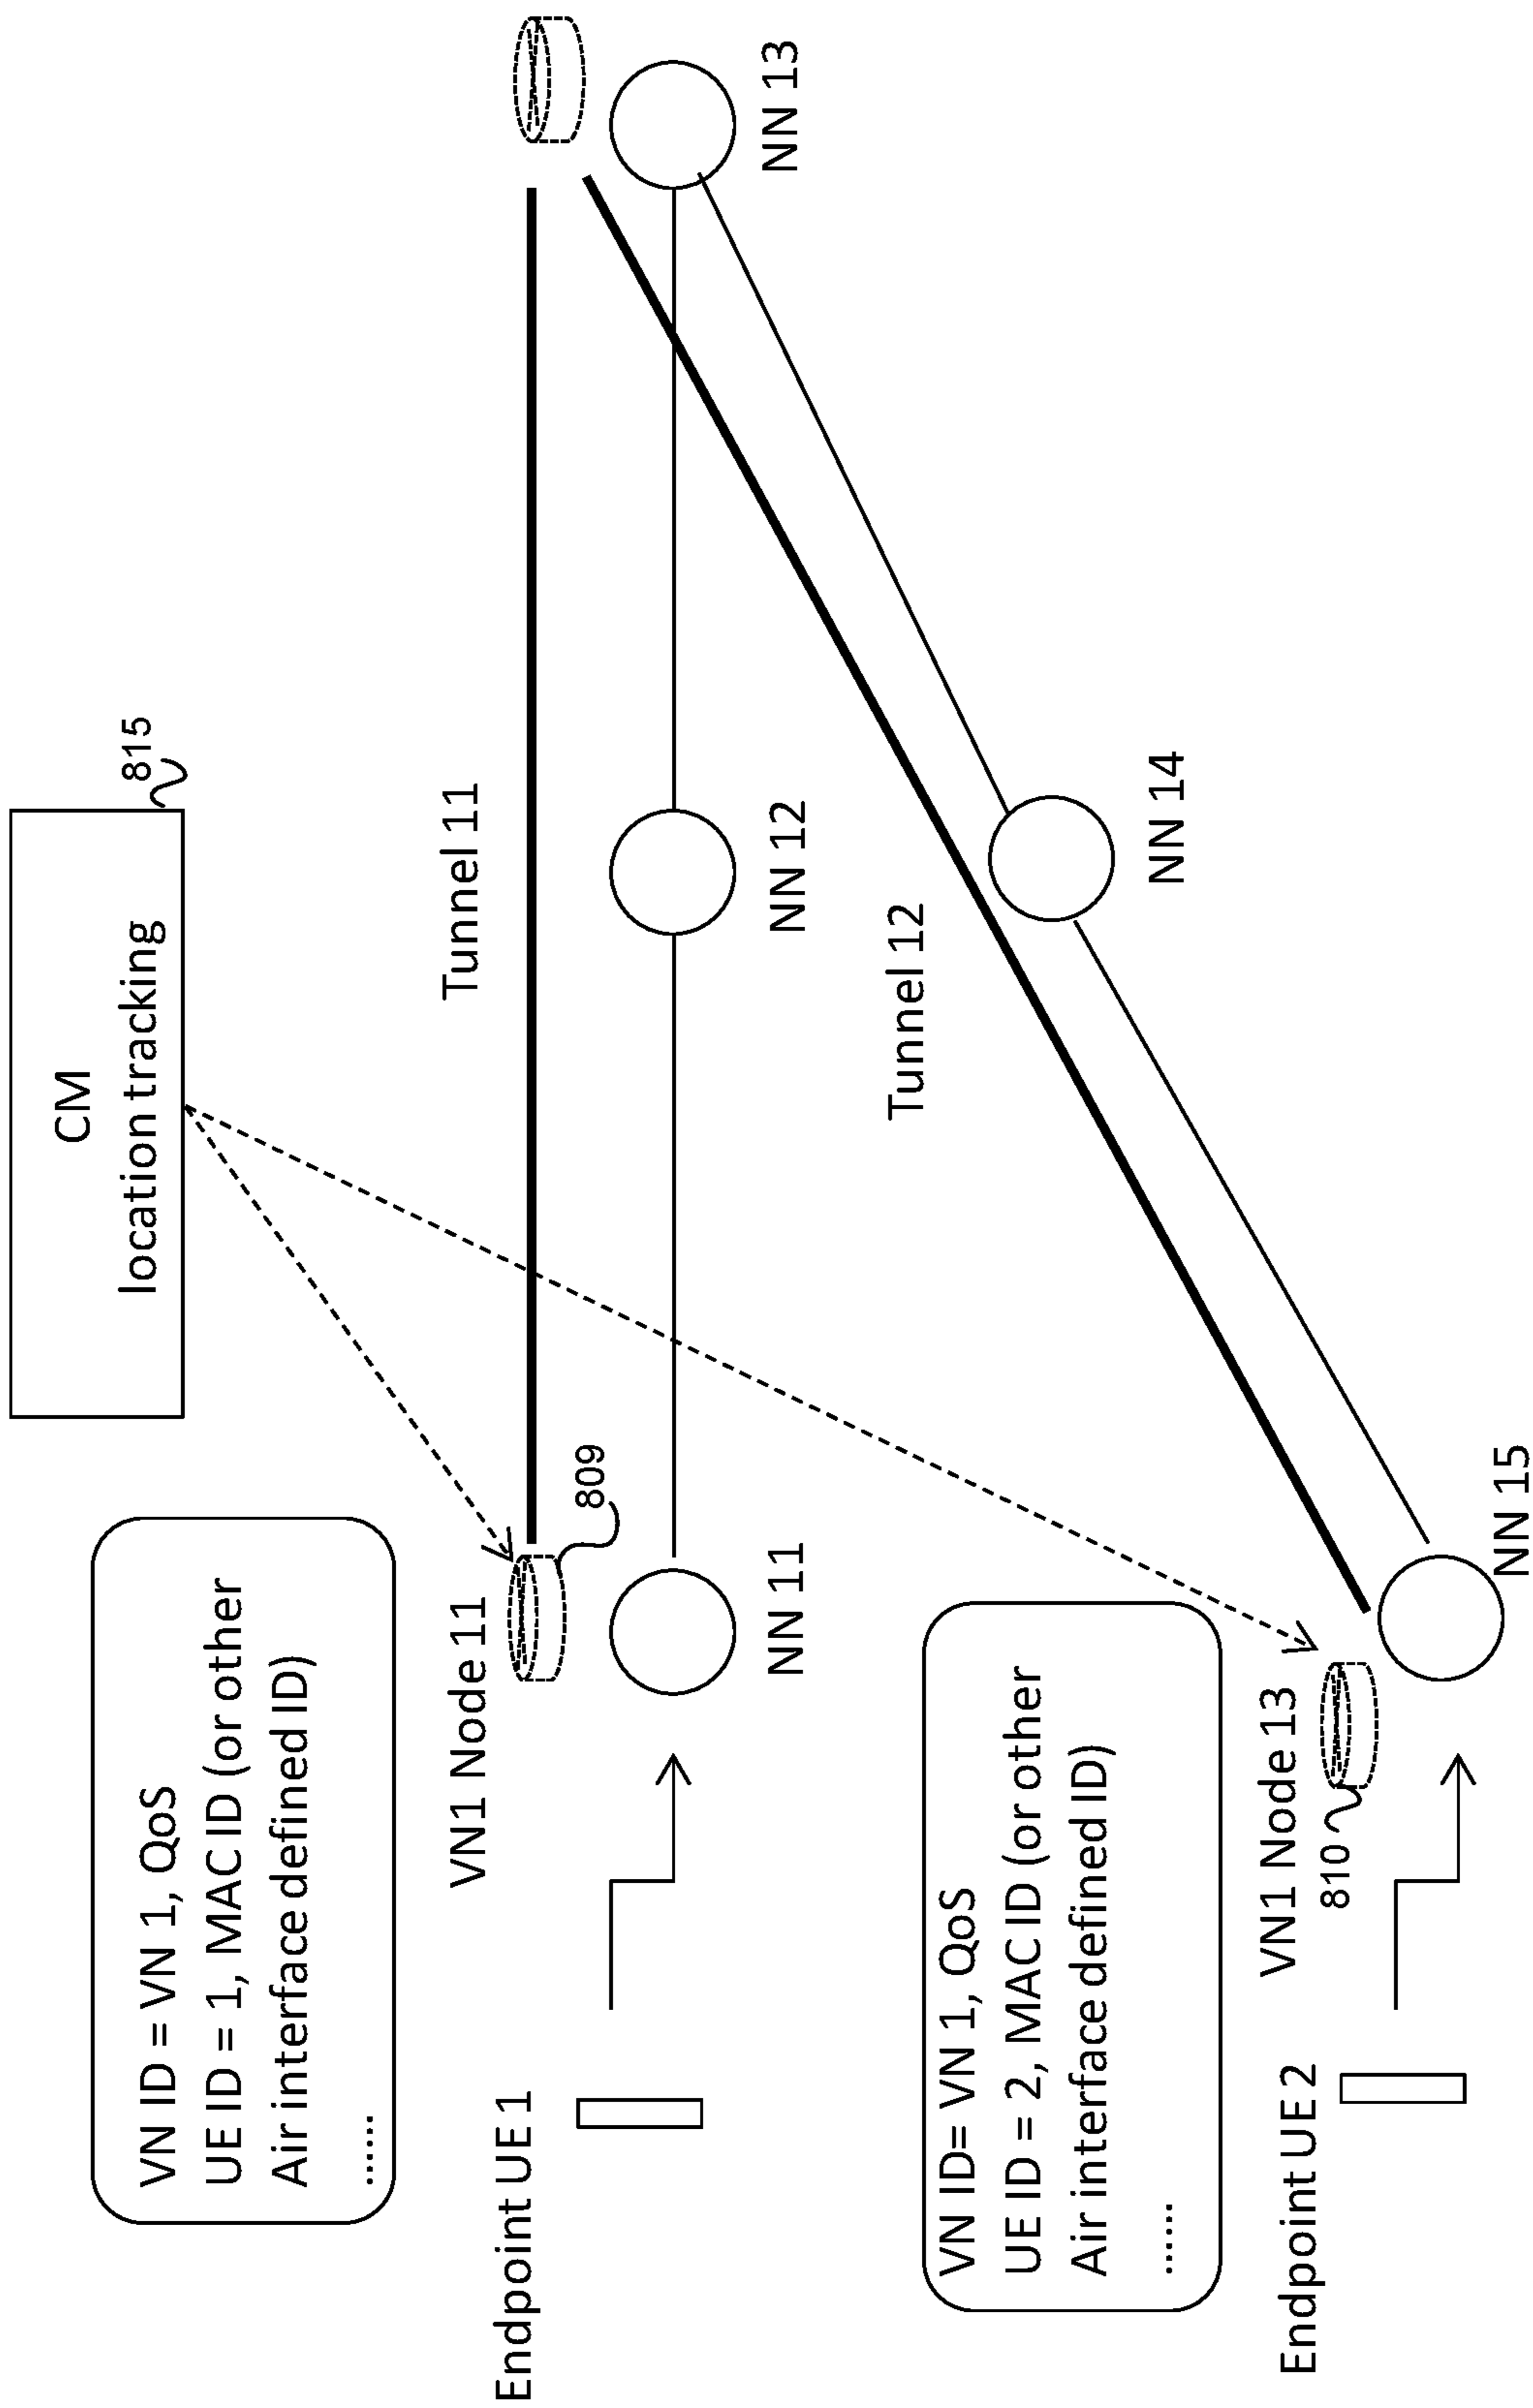 CM
location tracking
815
VN ID = VN 1, QoS
UE ID = 1, MAC ID (or other
Air interface defined ID)
......
VN1 Node 11
809
Tunnel 11
Endpoint UE 1
NN 11
NN 12
NN 13
VN ID= VN 1, QoS
UE ID = 2, MAC ID (or other
Air interface defined ID)
......
Tunnel 12
NN 14
VN1 Node 13
810
Endpoint UE 2
NN 15